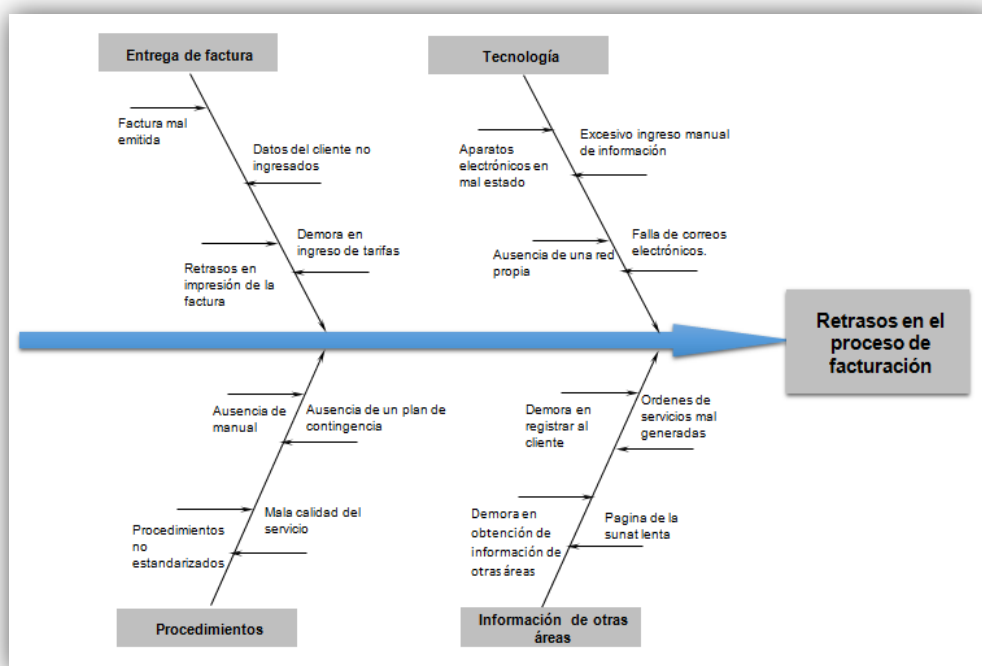 Entrega de factura
Tecnología
Factura mal
emitida
Datos del cliente no
ingresados
Retrasos en
impresión de la
factura
Demora en
ingreso de tarifas
Aparatos
electrónicos en
mal estado
Excesivo ingreso manual
de información
Ausencia de una red
propia
Falla de correos
electrónicos.
Retrasos en el
proceso de
facturación
Ausencia de
manual
Ausencia de un plan de
contingencia
Procedimientos
no
estandarizados
Mala calidad del
servicio
Demora en
registrar al
cliente
Ordenes de
servicios mal
generadas
Demora en
obtención de
información de
otras áreas
Pagina de la
sunat lenta
Procedimientos
Información de otras
áreas